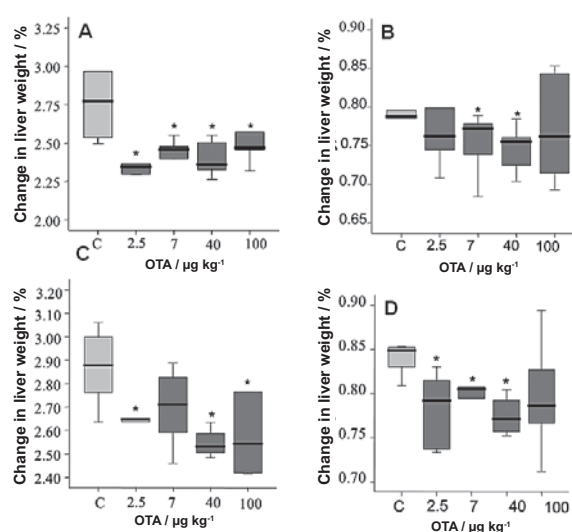 Change in liver weight / %
A
3.25
3.00
2.75
2.50
2.25
2.00
* * * *
C 2.5 7 40 100
OTA / µg kg⁻¹
Change in liver weight / %
B
0.80
0.75
0.70
0.65
* *
C 2.5 7 40 100
OTA / µg kg⁻¹
Change in liver weight / %
C
3.20
3.10
3.00
2.90
2.80
2.70
2.60
2.50
2.40
* * *
C 2.5 7 40 100
OTA / µg kg⁻¹
Change in liver weight / %
D
0.90
0.85
0.80
0.75
0.70
* * *
C 2.5 7 40 100
OTA / µg kg⁻¹